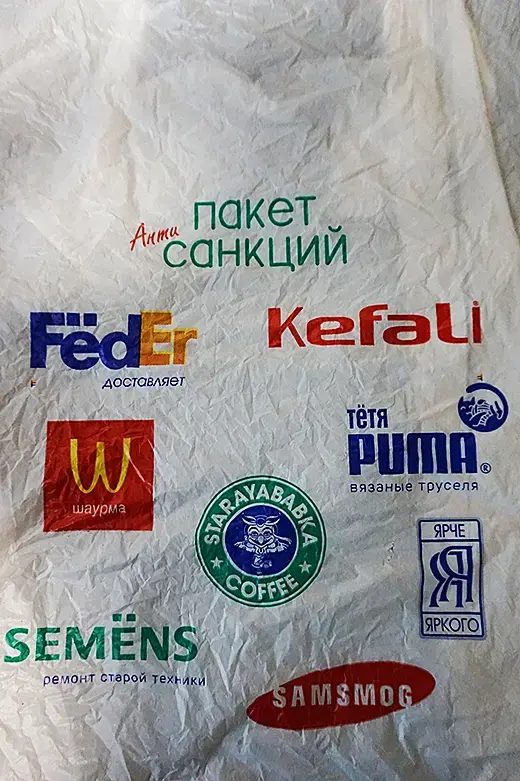 пакет
Анти
санкций
FёdEr
доставляет
Kefali
ш
шаурма
тётя
PUMA®
вязаные труселя
STARAYABABKA
COFFEE
ЯРЧЕ
ЯЯ
ЯРКОГО
SEMЁNS
ремонт старой техники
SAMSMOG